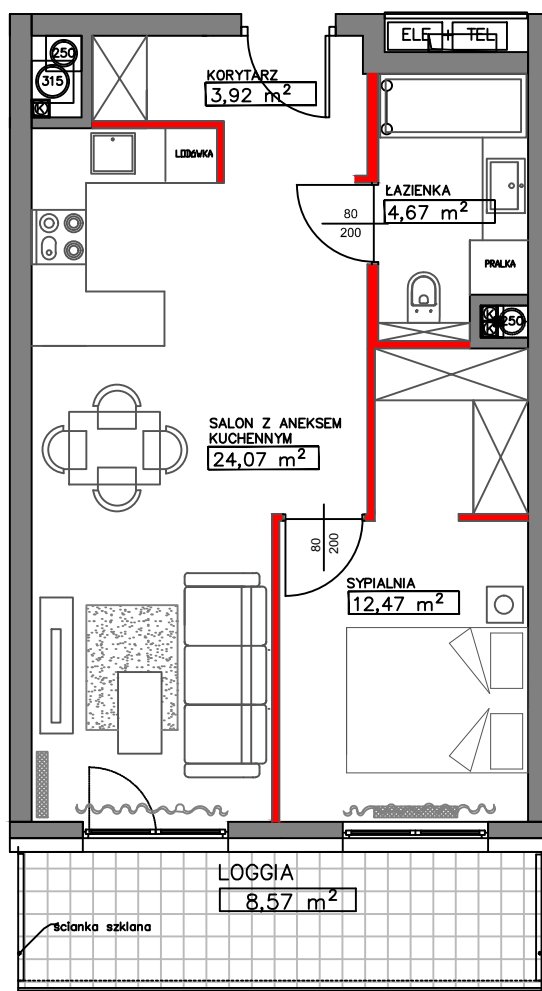 ELE + TEL
250
315
K
KORYTARZ
3,92 m²
LODÓWKA
ŁAZIENKA
4,67 m²
80
200
PRALKA
K
K
250
SALON Z ANEKSEM
KUCHENNYM
24,07 m²
80
200
SYPIALNIA
12,47 m²
LOGGIA
8,57 m²
ścianka szklana